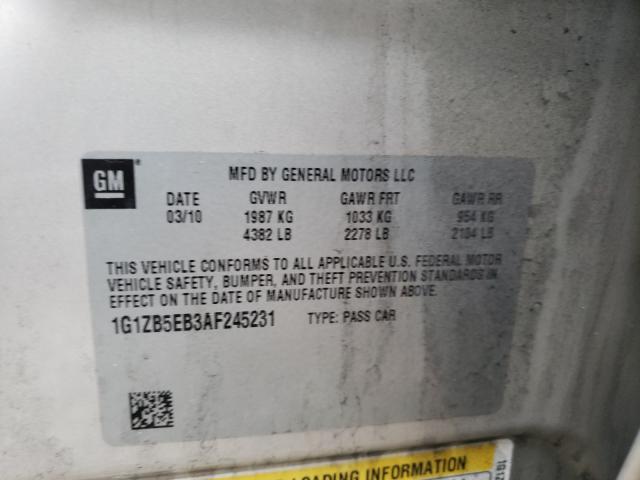 GM
MFD BY GENERAL MOTORS LLC
DATE GVWR GAWR FRT GAWR RR
03/10 1987 KG 1033 KG 954 KG
4382 LB 2278 LB 2104 LB
THIS VEHICLE CONFORMS TO ALL APPLICABLE U.S. FEDERAL MOTOR
VEHICLE SAFETY, BUMPER, AND THEFT PREVENTION STANDARDS IN
EFFECT ON THE DATE OF MANUFACTURE SHOWN ABOVE.
1G1ZB5EB3AF245231 TYPE: PASS CAR
LOADING INFORMATION